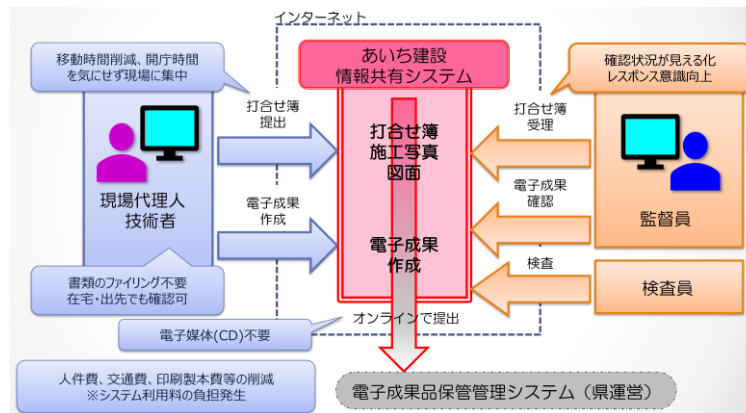 インターネット
移動時間削減、開庁時間
を気にせず現場に集中
あいち建設
情報共有システム
確認状況が見える化
レスポンス意識向上
打合せ簿
提出
打合せ簿
施工写真
図面
打合せ簿
受理
現場代理人
技術者
電子成果
作成
電子成果
作成
電子成果
確認
監督員
書類のファイリング不要
在宅・出先でも確認可
検査
検査員
電子媒体(CD)不要
オンラインで提出
人件費、交通費、印刷製本費等の削減
※システム利用料の負担発生
電子成果品保管管理システム（県運営）